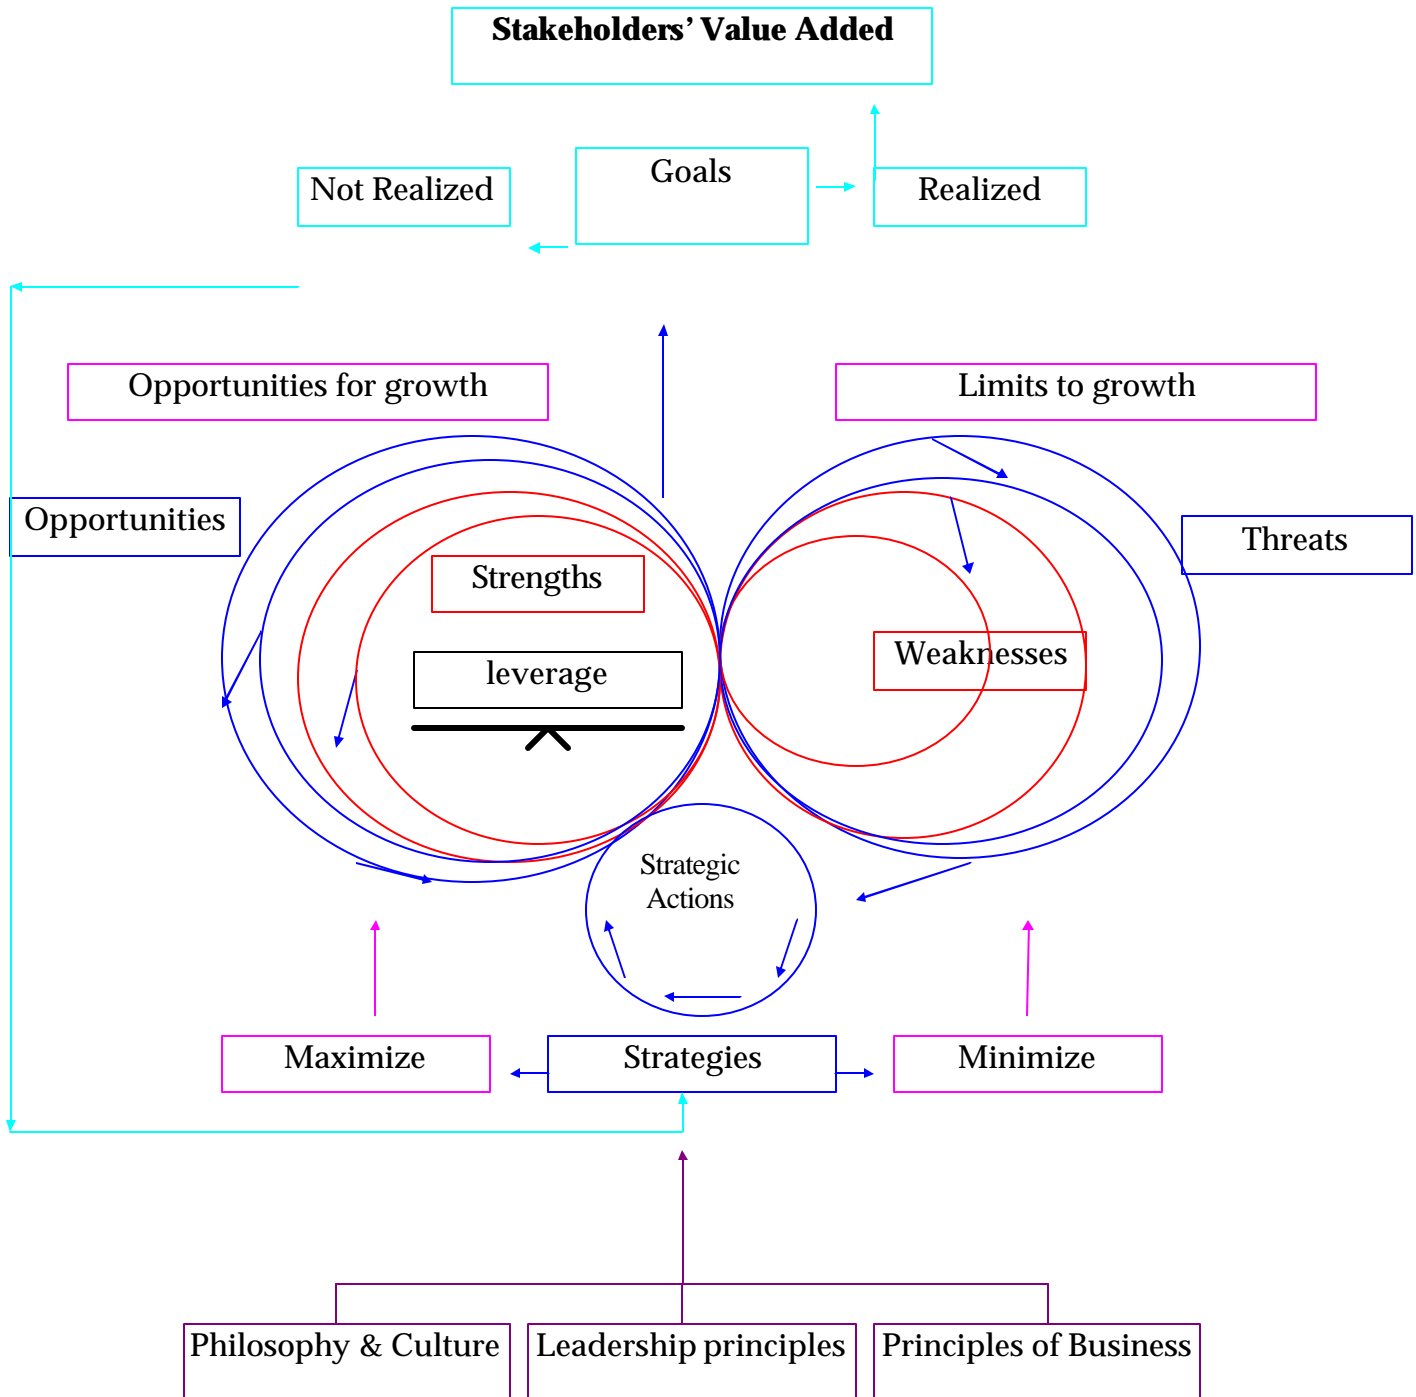 Stakeholders’ Value Added
Goals
Not Realized
Realized
Opportunities for growth
Limits to growth
Opportunities
Threats
Strengths
Weaknesses
leverage
Strategic
Actions
Maximize
Strategies
Minimize
Philosophy & Culture
Leadership principles
Principles of Business